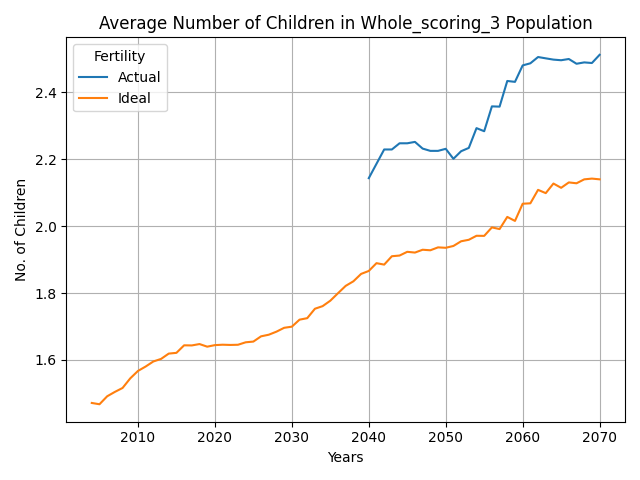 Average Number of Children in Whole_scoring_3 Population
Fertility
Actual
Ideal
No. of Children
2.4
2.2
2.0
1.8
1.6
2010 2020 2030 2040 2050 2060 2070
Years